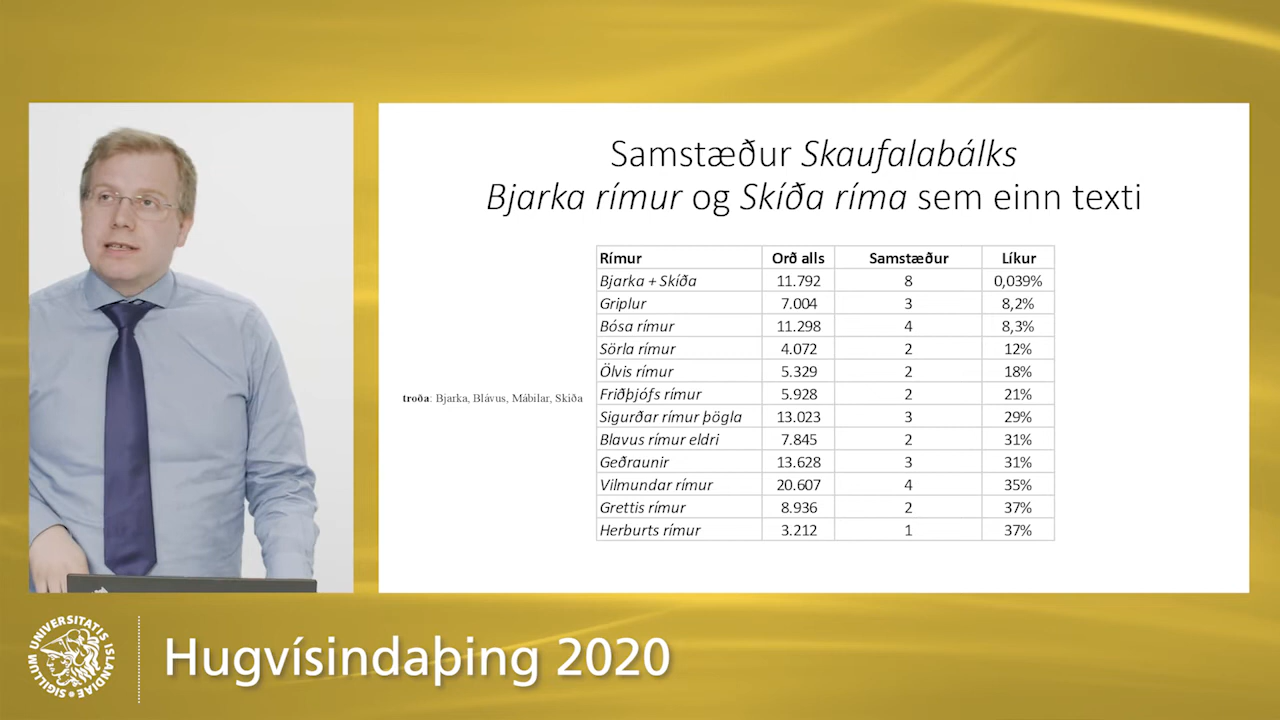 Samstæður Skaufalabálks
Bjarka rímur og Skíða ríma sem einn texti
Rímur Orð alls Samstæður Líkur
Bjarka + Skíða 11.792 8 0,039%
Griplur 7.004 3 8,2%
Bósa rímur 11.298 4 8,3%
Sörla rímur 4.072 2 12%
Ölvis rímur 5.329 2 18%
Friðþjófs rímur 5.928 2 21%
troða: Bjarka, Blávus, Mábilar, Skíða
Sigurðar rímur þögla 13.023 3 29%
Blavus rímur eldri 7.845 2 31%
Geðraunir 13.628 3 31%
Vilmundar rímur 20.607 4 35%
Grettis rímur 8.936 2 37%
Herburts rímur 3.212 1 37%
SIGILLUM UNIVERSITATIS ISLANDIAE
Hugvísindaþing 2020